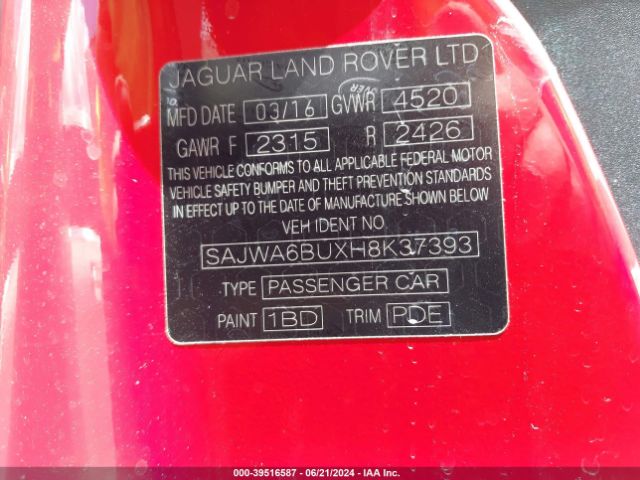 JAGUAR LAND ROVER LTD
MFD DATE 03/16 GVWR 4520
GAWR F 2315 R 2426
THIS VEHICLE CONFORMS TO ALL APPLICABLE FEDERAL MOTOR
VEHICLE SAFETY BUMPER AND THEFT PREVENTION STANDARDS
IN EFFECT UP TO THE DATE OF MANUFACTURE SHOWN BELOW
VEH IDENT NO
SAJWA6BUXH8K37393
TYPE PASSENGER CAR
PAINT 1BD TRIM PDE
000-39516587 - 06/21/2024 - IAA Inc.